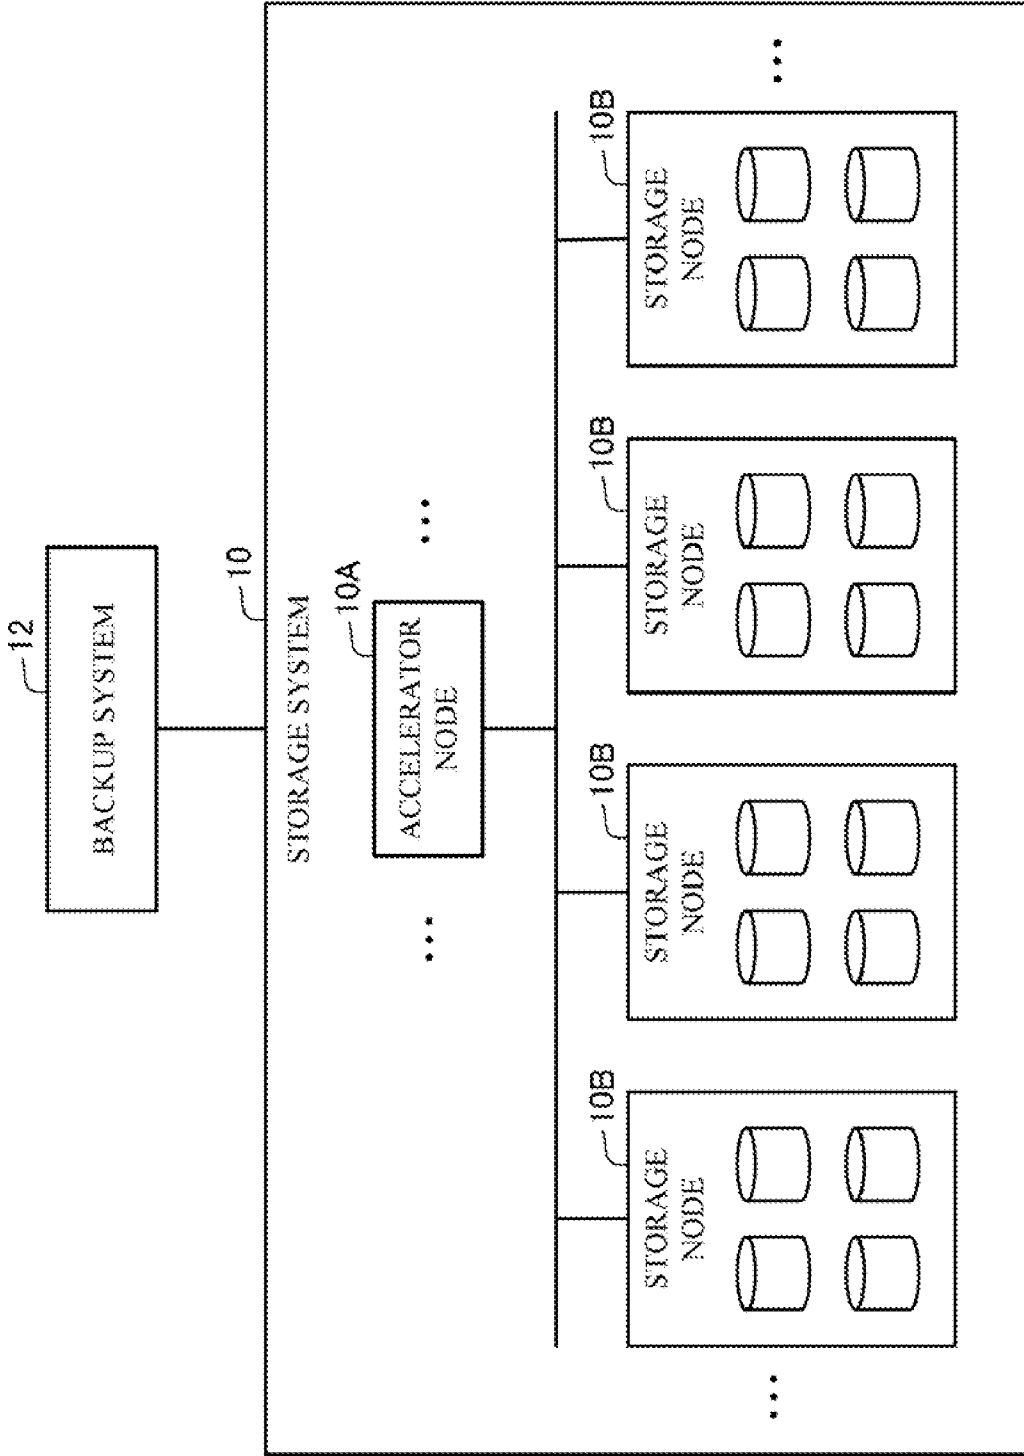 12
BACKUP SYSTEM
10
STORAGE SYSTEM
10A
...
ACCELERATOR
NODE
...
10B
STORAGE
NODE
10B
STORAGE
NODE
10B
STORAGE
NODE
10B
STORAGE
NODE
...
...